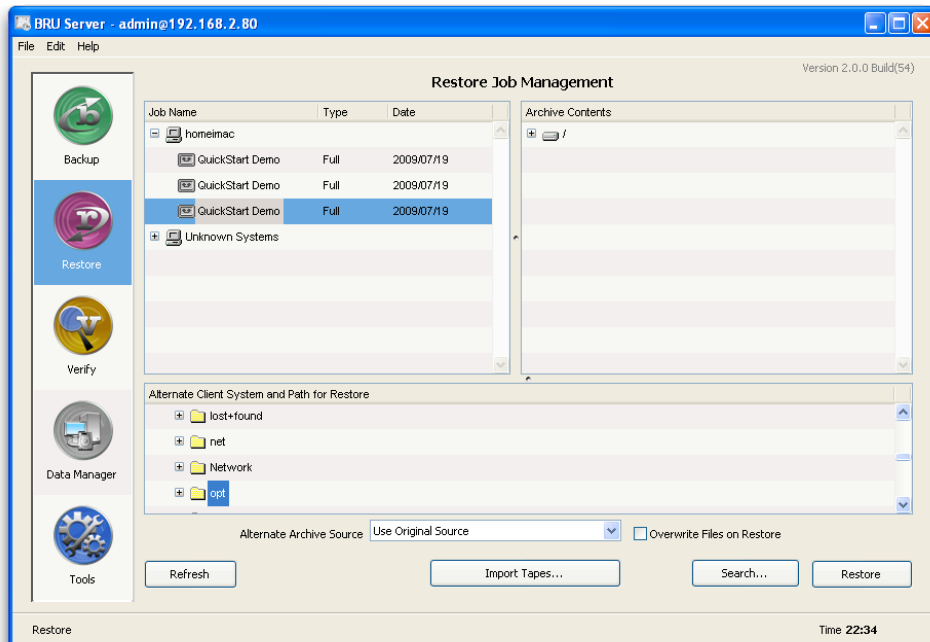 BRU Server - admin@192.168.2.80
File Edit Help
Version 2.0.0 Build(54)
Restore Job Management
Backup
Restore
Verify
Data Manager
Tools
Job Name Type Date
homeimac
QuickStart Demo Full 2009/07/19
QuickStart Demo Full 2009/07/19
QuickStart Demo Full 2009/07/19
Unknown Systems
Archive Contents
/
Alternate Client System and Path for Restore
lost+found
net
Network
opt
Alternate Archive Source Use Original Source Overwrite Files on Restore
Refresh Import Tapes... Search... Restore
Restore Time 22:34